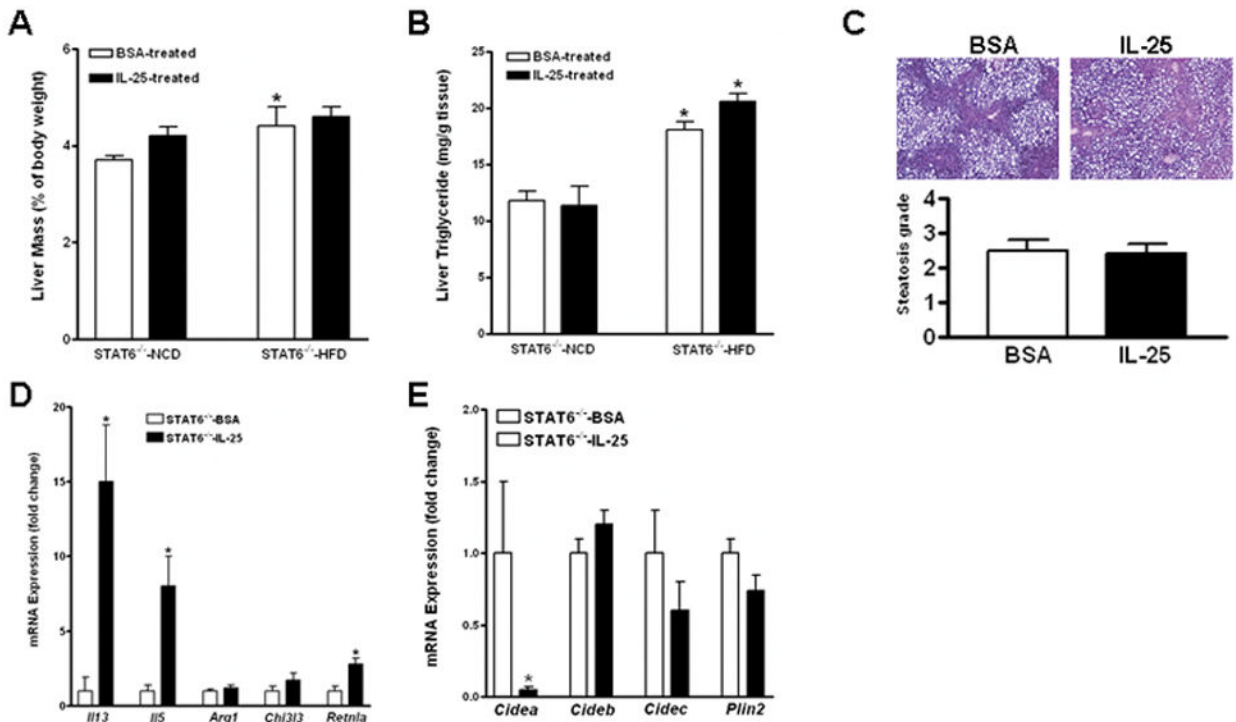 A
BSA-treated
IL-25-treated
Liver Mass (% of body weight)
6
4
2
0
STAT6-/--NCD
STAT6-/--HFD
*
B
BSA-treated
IL-25-treated
Liver Triglyceride (mg/g tissue)
25
20
15
10
5
0
STAT6-/--NCD
STAT6-/--HFD
*
*
C
BSA
IL-25
Steatosis grade
4
3
2
1
0
BSA
IL-25
D
STAT6-/--BSA
STAT6-/--IL-25
mRNA Expression (fold change)
20
15
10
5
0
*
*
*
Il13
Il5
Arg1
Chi3l3
Retnla
E
STAT6-/--BSA
STAT6-/--IL-25
mRNA Expression (fold change)
2.0
1.5
1.0
0.5
0.0
*
Cidea
Cideb
Cidec
Plin2